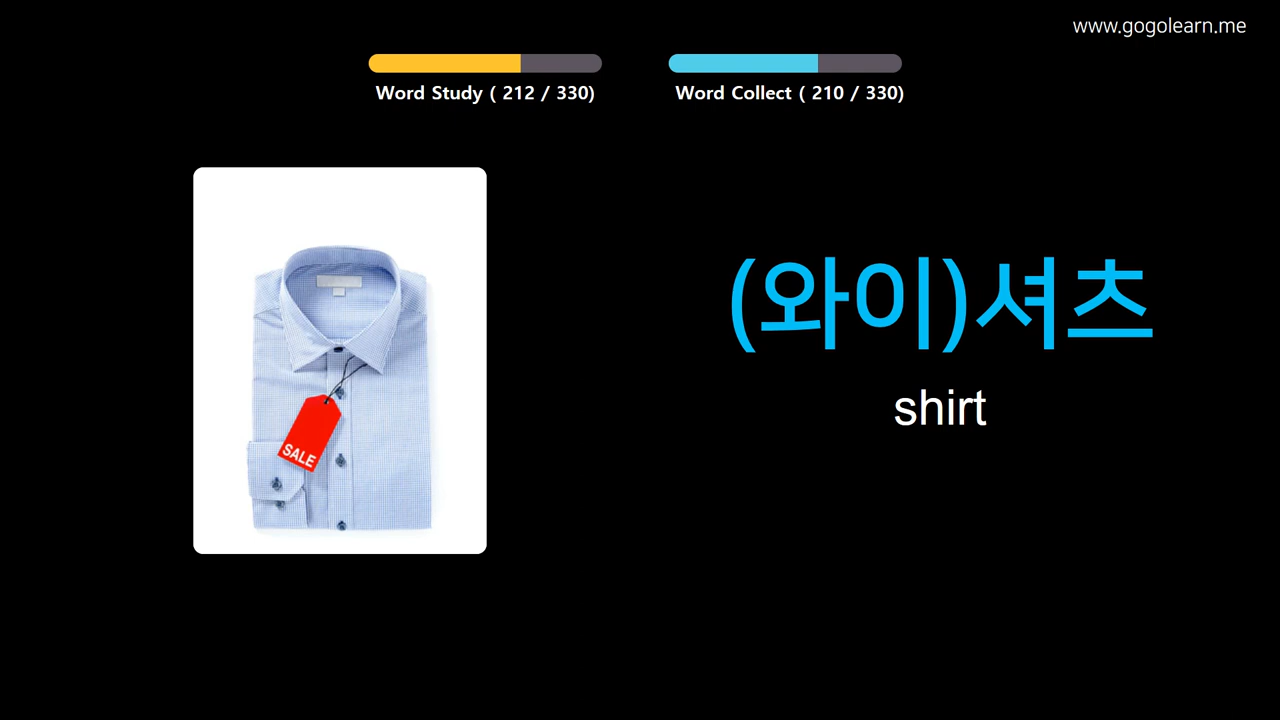 www.gogolearn.me
Word Study ( 212 / 330)
Word Collect ( 210 / 330)
(와이)셔츠
shirt
SALE